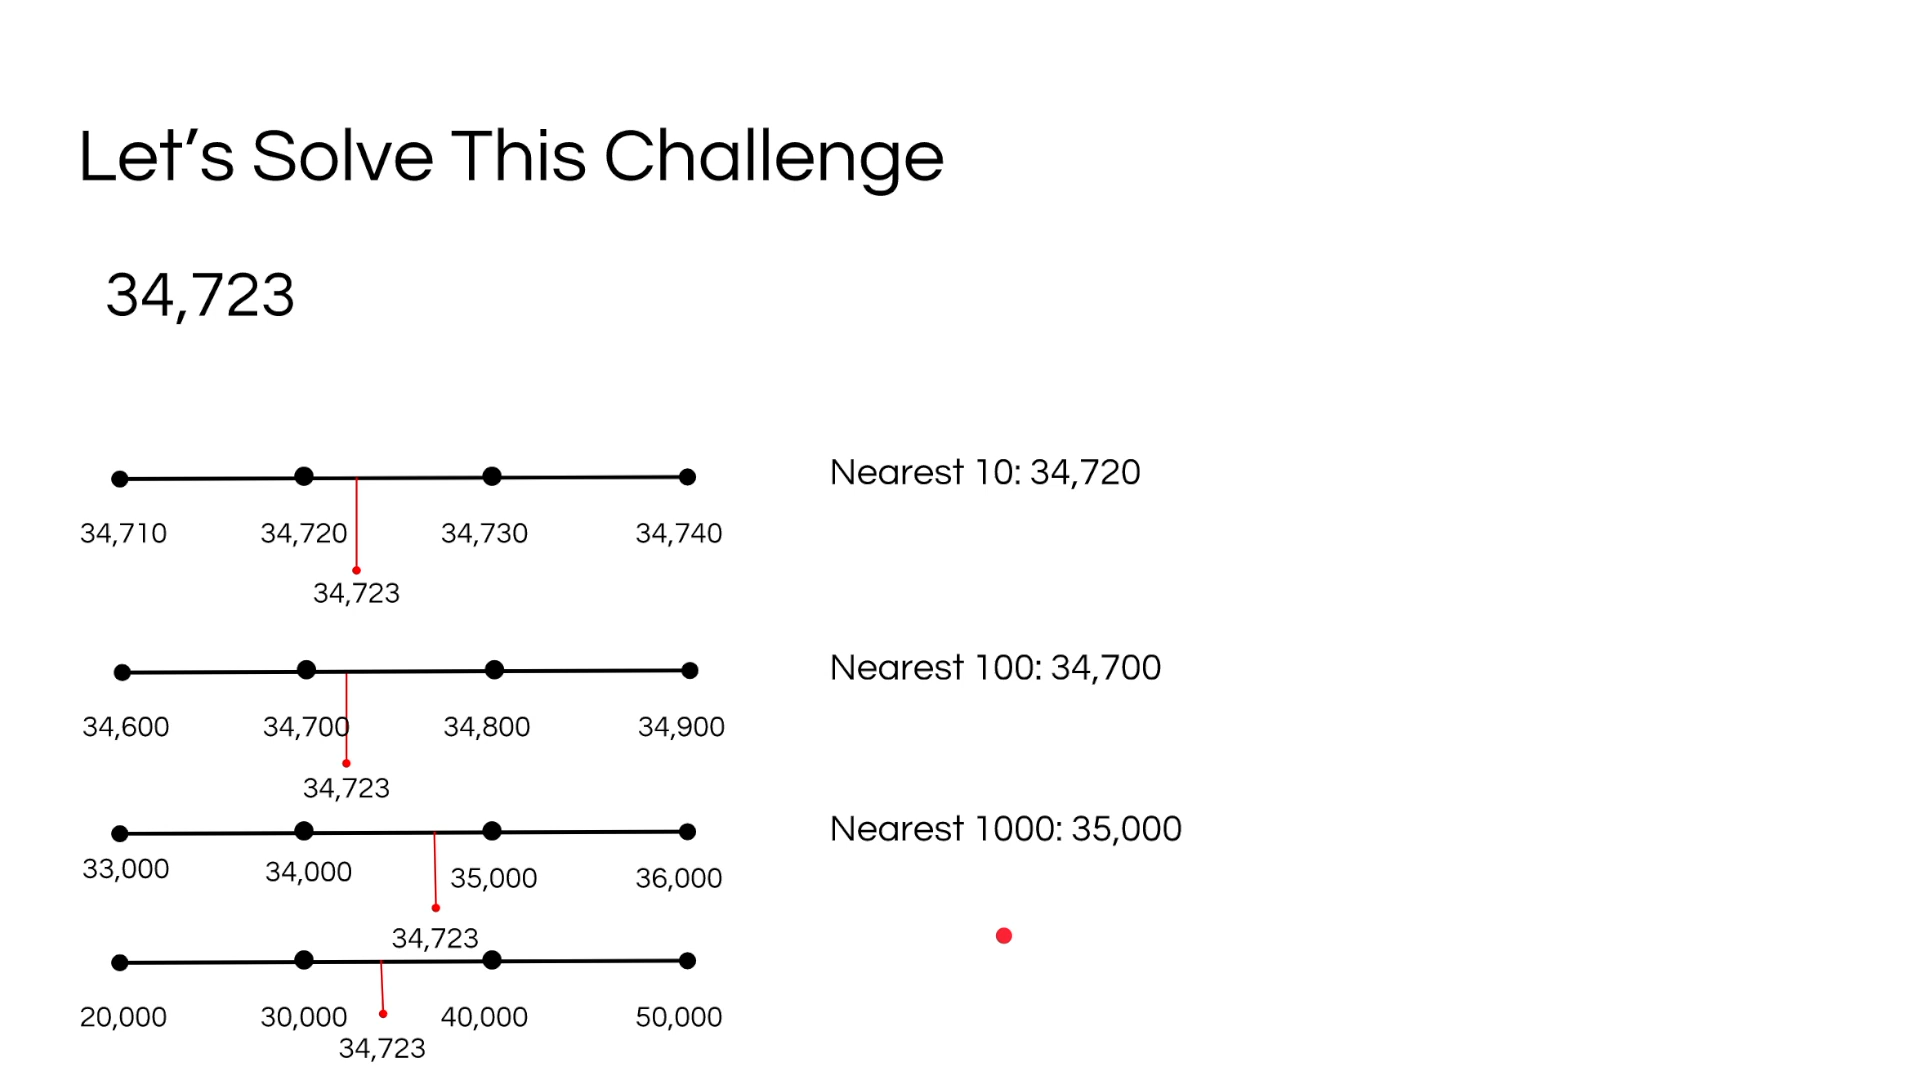 Let’s Solve This Challenge
34,723
Nearest 10: 34,720
34,710 34,720 34,730 34,740
34,723
Nearest 100: 34,700
34,600 34,700 34,800 34,900
34,723
Nearest 1000: 35,000
33,000 34,000 35,000 36,000
34,723
20,000 30,000 40,000 50,000
34,723